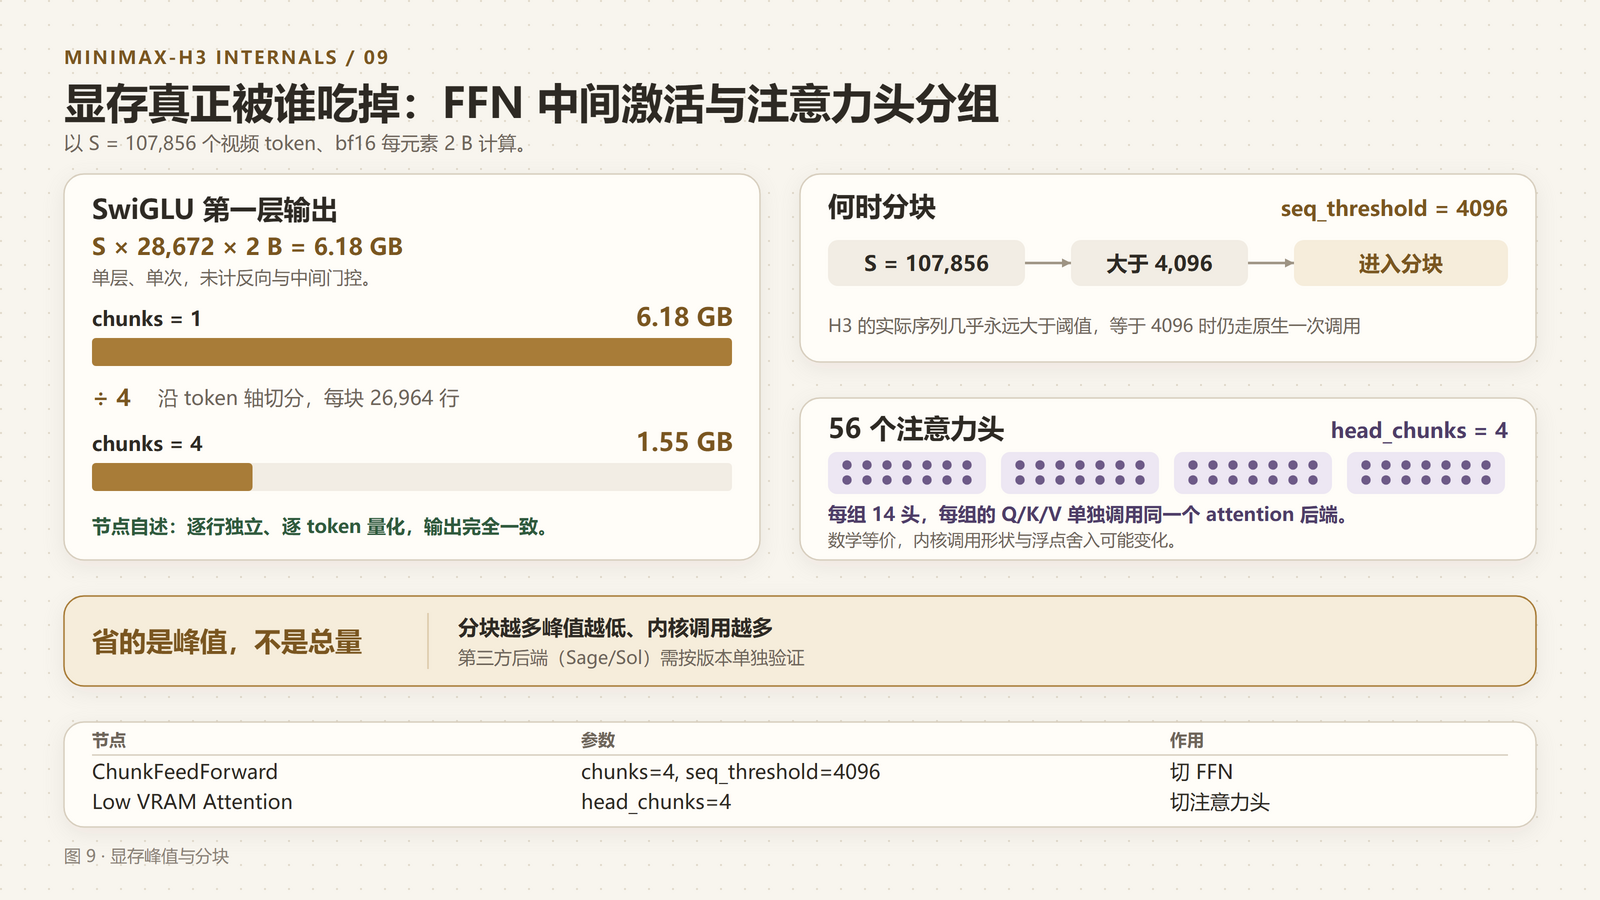 MINIMAX-H3 INTERNALS / 09
显存真正被谁吃掉：FFN 中间激活与注意力头分组
以 S = 107,856 个视频 token、bf16 每元素 2 B 计算。
SwiGLU 第一层输出
S × 28,672 × 2 B = 6.18 GB
单层、单次，未计反向与中间门控。
chunks = 1
6.18 GB
÷ 4 沿 token 轴切分，每块 26,964 行
chunks = 4
1.55 GB
节点自述：逐行独立、逐 token 量化，输出完全一致。
何时分块
seq_threshold = 4096
S = 107,856
大于 4,096
进入分块
H3 的实际序列几乎永远大于阈值，等于 4096 时仍走原生一次调用
56 个注意力头
head_chunks = 4
每组 14 头，每组的 Q/K/V 单独调用同一个 attention 后端。
数学等价，内核调用形状与浮点舍入可能变化。
省的是峰值，不是总量
分块越多峰值越低、内核调用越多
第三方后端（Sage/Sol）需按版本单独验证
节点 参数 作用
ChunkFeedForward chunks=4, seq_threshold=4096 切 FFN
Low VRAM Attention head_chunks=4 切注意力头
图 9 · 显存峰值与分块